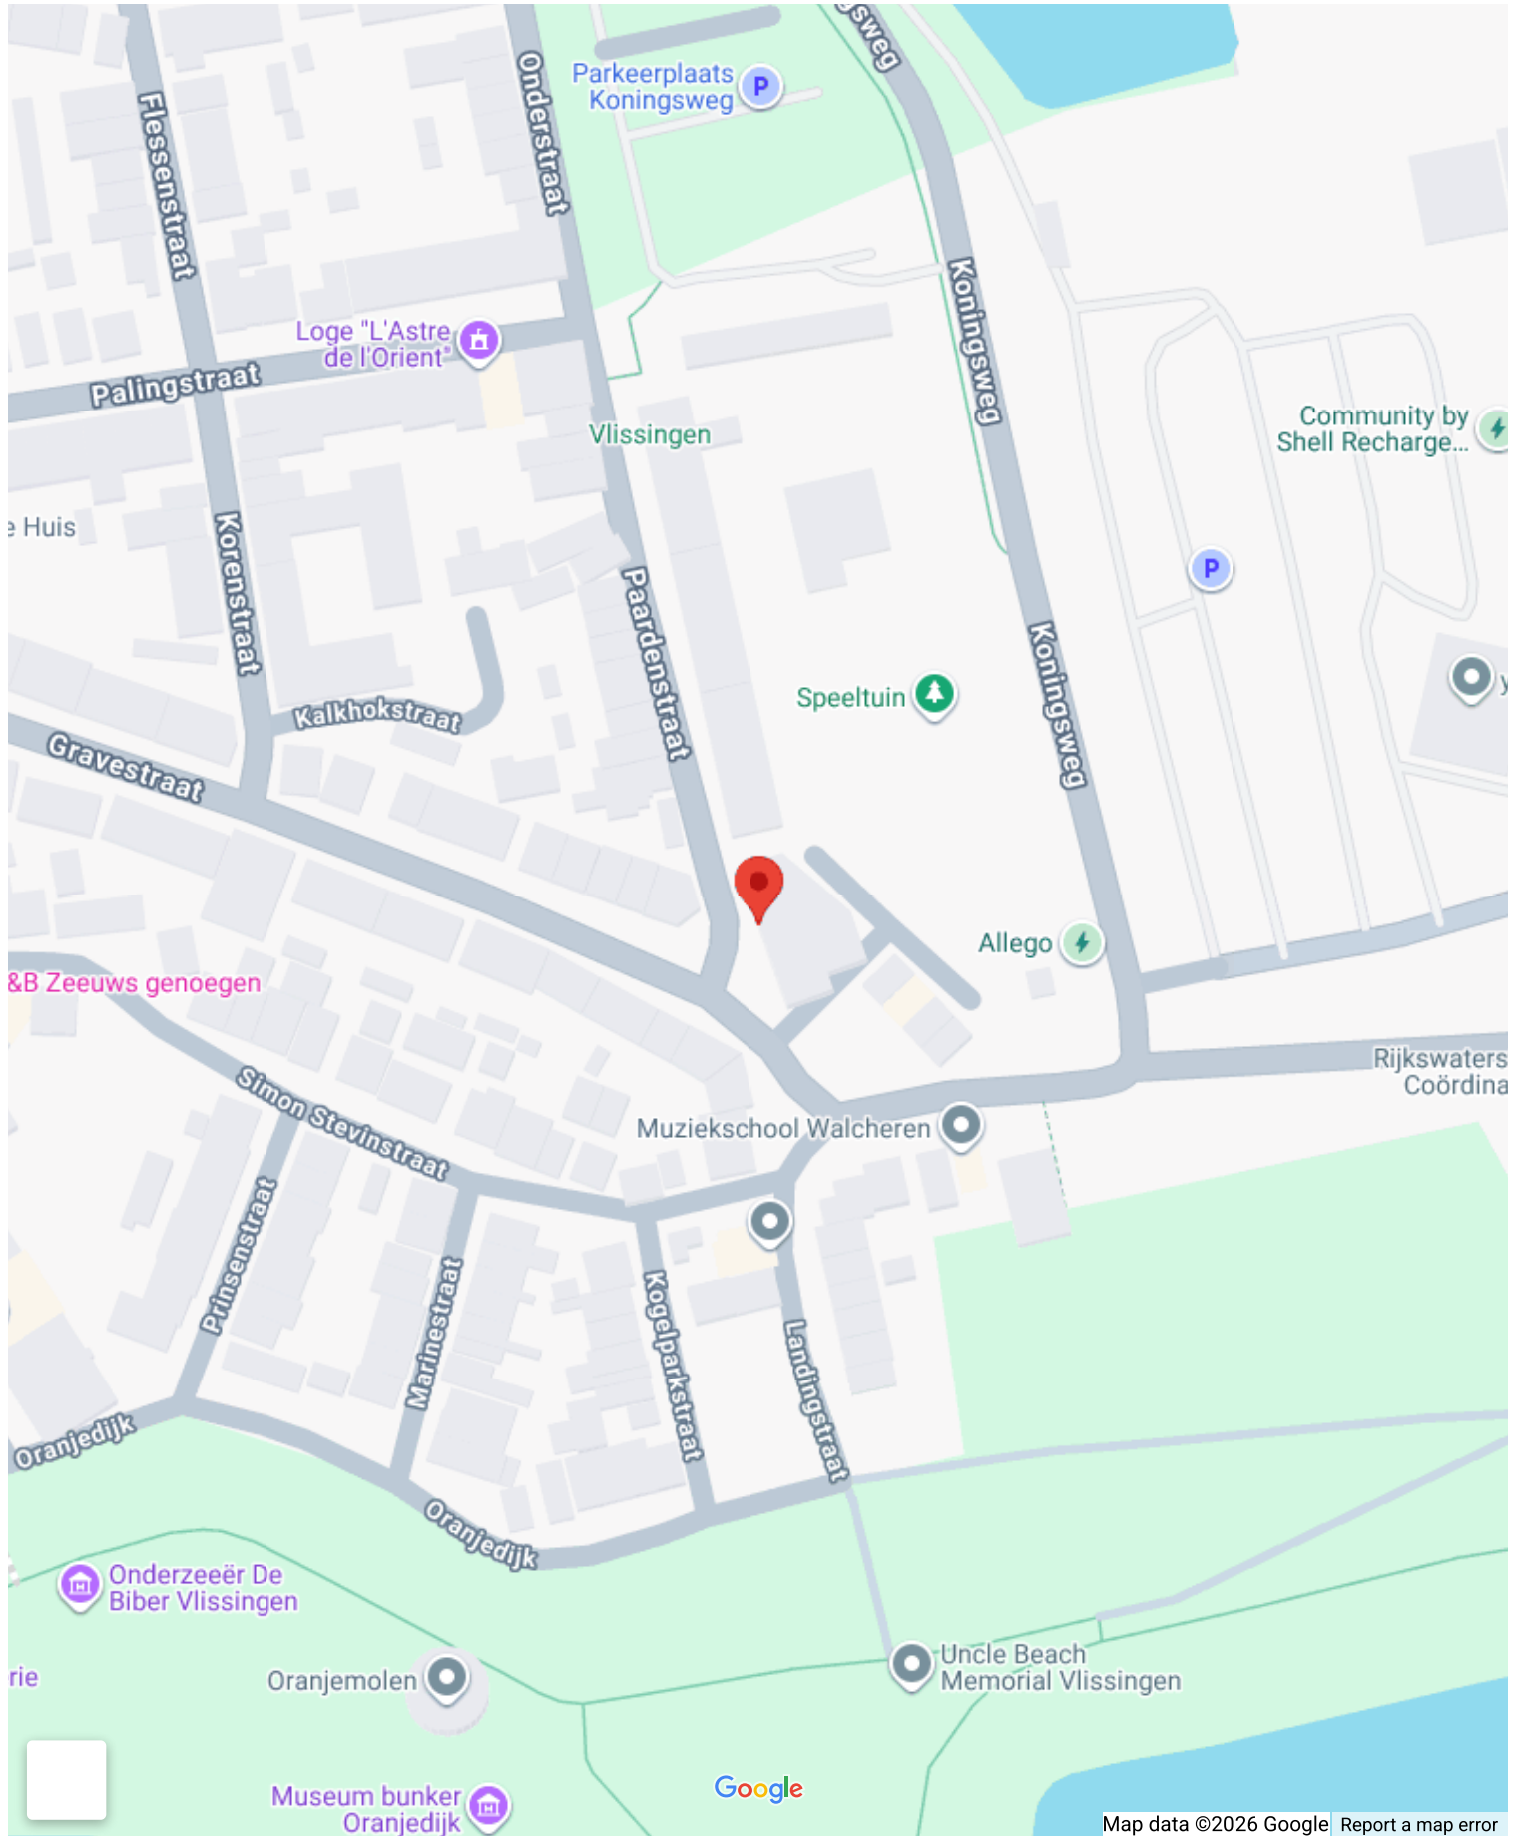 gsweg
Parkeerplaats
Koningsweg
P
Onderstraat
Flessenstraat
Koningsweg
Loge "L'Astre
de l'Orient"
Palingstraat
Vlissingen
Community by
Shell Recharge...
e Huis
Korenstraat
P
Paardenstraat
Koningsweg
Speeltuin
y
Kalkhokstraat
Gravestraat
Allego
&B Zeeuws genoegen
Rijkswaters
Coördina
Simon Stevinstraat
Muziekschool Walcheren
Prinsenstraat
Marinestraat
Kogelparkstraat
Landingstraat
Oranjedijk
Oranjedijk
Onderzeeër De
Biber Vlissingen
Uncle Beach
Memorial Vlissingen
rie
Oranjemolen
Museum bunker
Oranjedijk
Google
Map data ©2026 Google
Report a map error